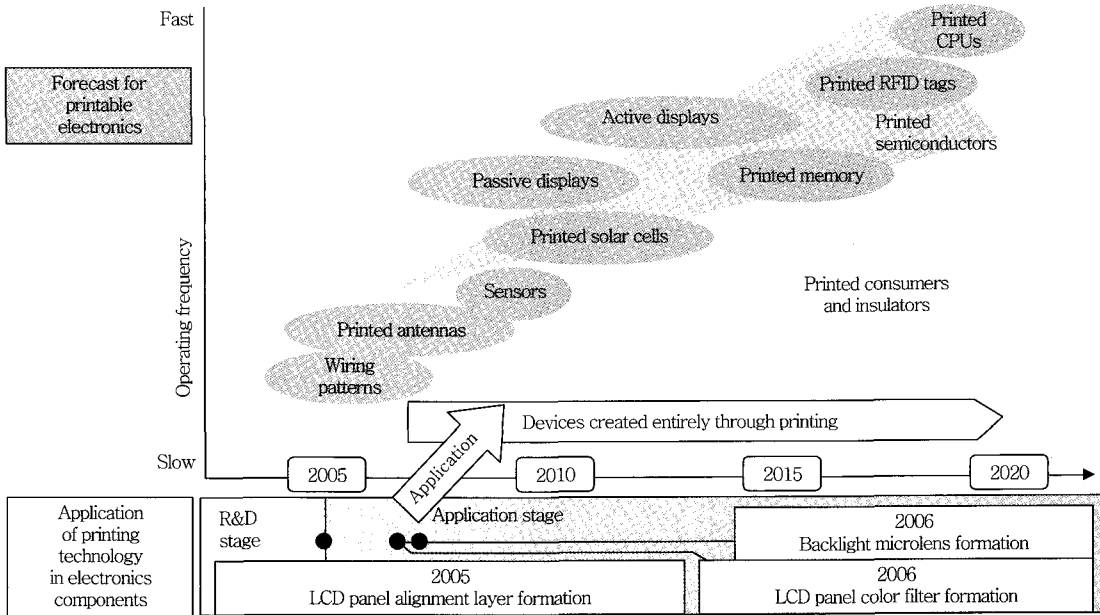 Fast
Printed
CPUs
Forecast for
printable
electronics
Printed RFID tags
Active displays
Printed
semiconductors
Passive displays
Printed memory
Printed solar cells
Operating frequency
Sensors
Printed consumers
and insulators
Printed antennas
Wiring
patterns
Devices created entirely through printing
Application
Slow
2005
2010
2015
2020
Application
of printing
technology
in electronics
components
R&D
stage
Application stage
2006
Backlight microlens formation
2005
LCD panel alignment layer formation
2006
LCD panel color filter formation